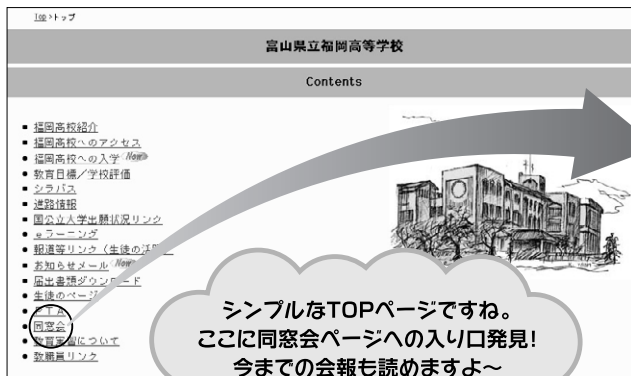 Top>トップ
富山県立福岡高等学校
Contents
福岡高校紹介
福岡高校へのアクセス
福岡高校への入学 New
教育目標/学校評価
シラバス
進路情報
国公立大学出願状況リンク
eラーニング
報道等リンク(生徒の活
お知らせメール New
届出書類ダウンロード
生徒のページ
PTA
同窓会
教育実習について
教職員リンク
シンプルなTOPページですね。
ここに同窓会ページへの入り口発見!
今までの会報も読めますよ~